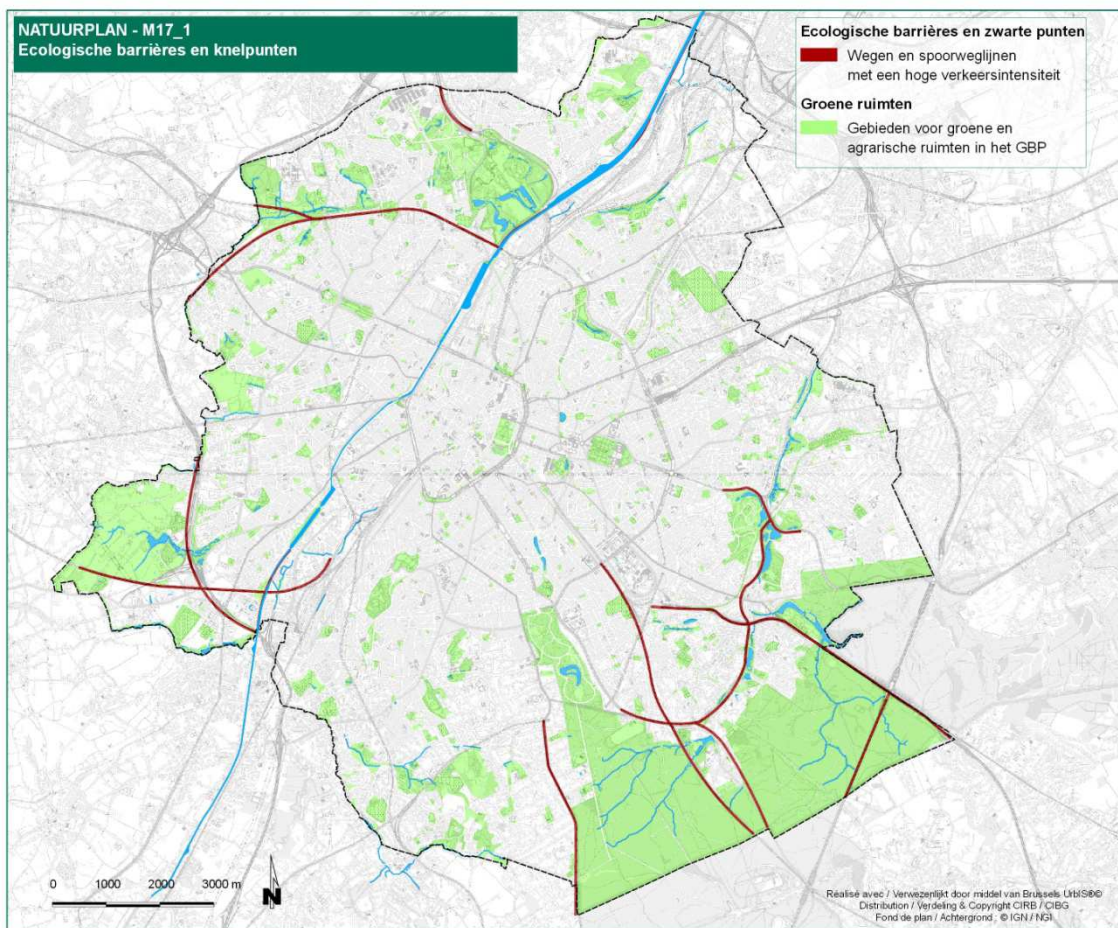 NATUURPLAN - M17_1
Ecologische barrières en knelpunten
Ecologische barrières en zwarte punten
Wegen en spoorweglijnen
met een hoge verkeersintensiteit
Groene ruimten
Gebieden voor groene en
agrarische ruimten in het GBP
0 1000 2000 3000 m
N
Réalisé avec / Verwezenlijkt door middel van Brussels UrbIS®©
Distribution / Verdeling & Copyright CIRB / CIBG
Fond de plan / Achtergrond : © IGN / NGI